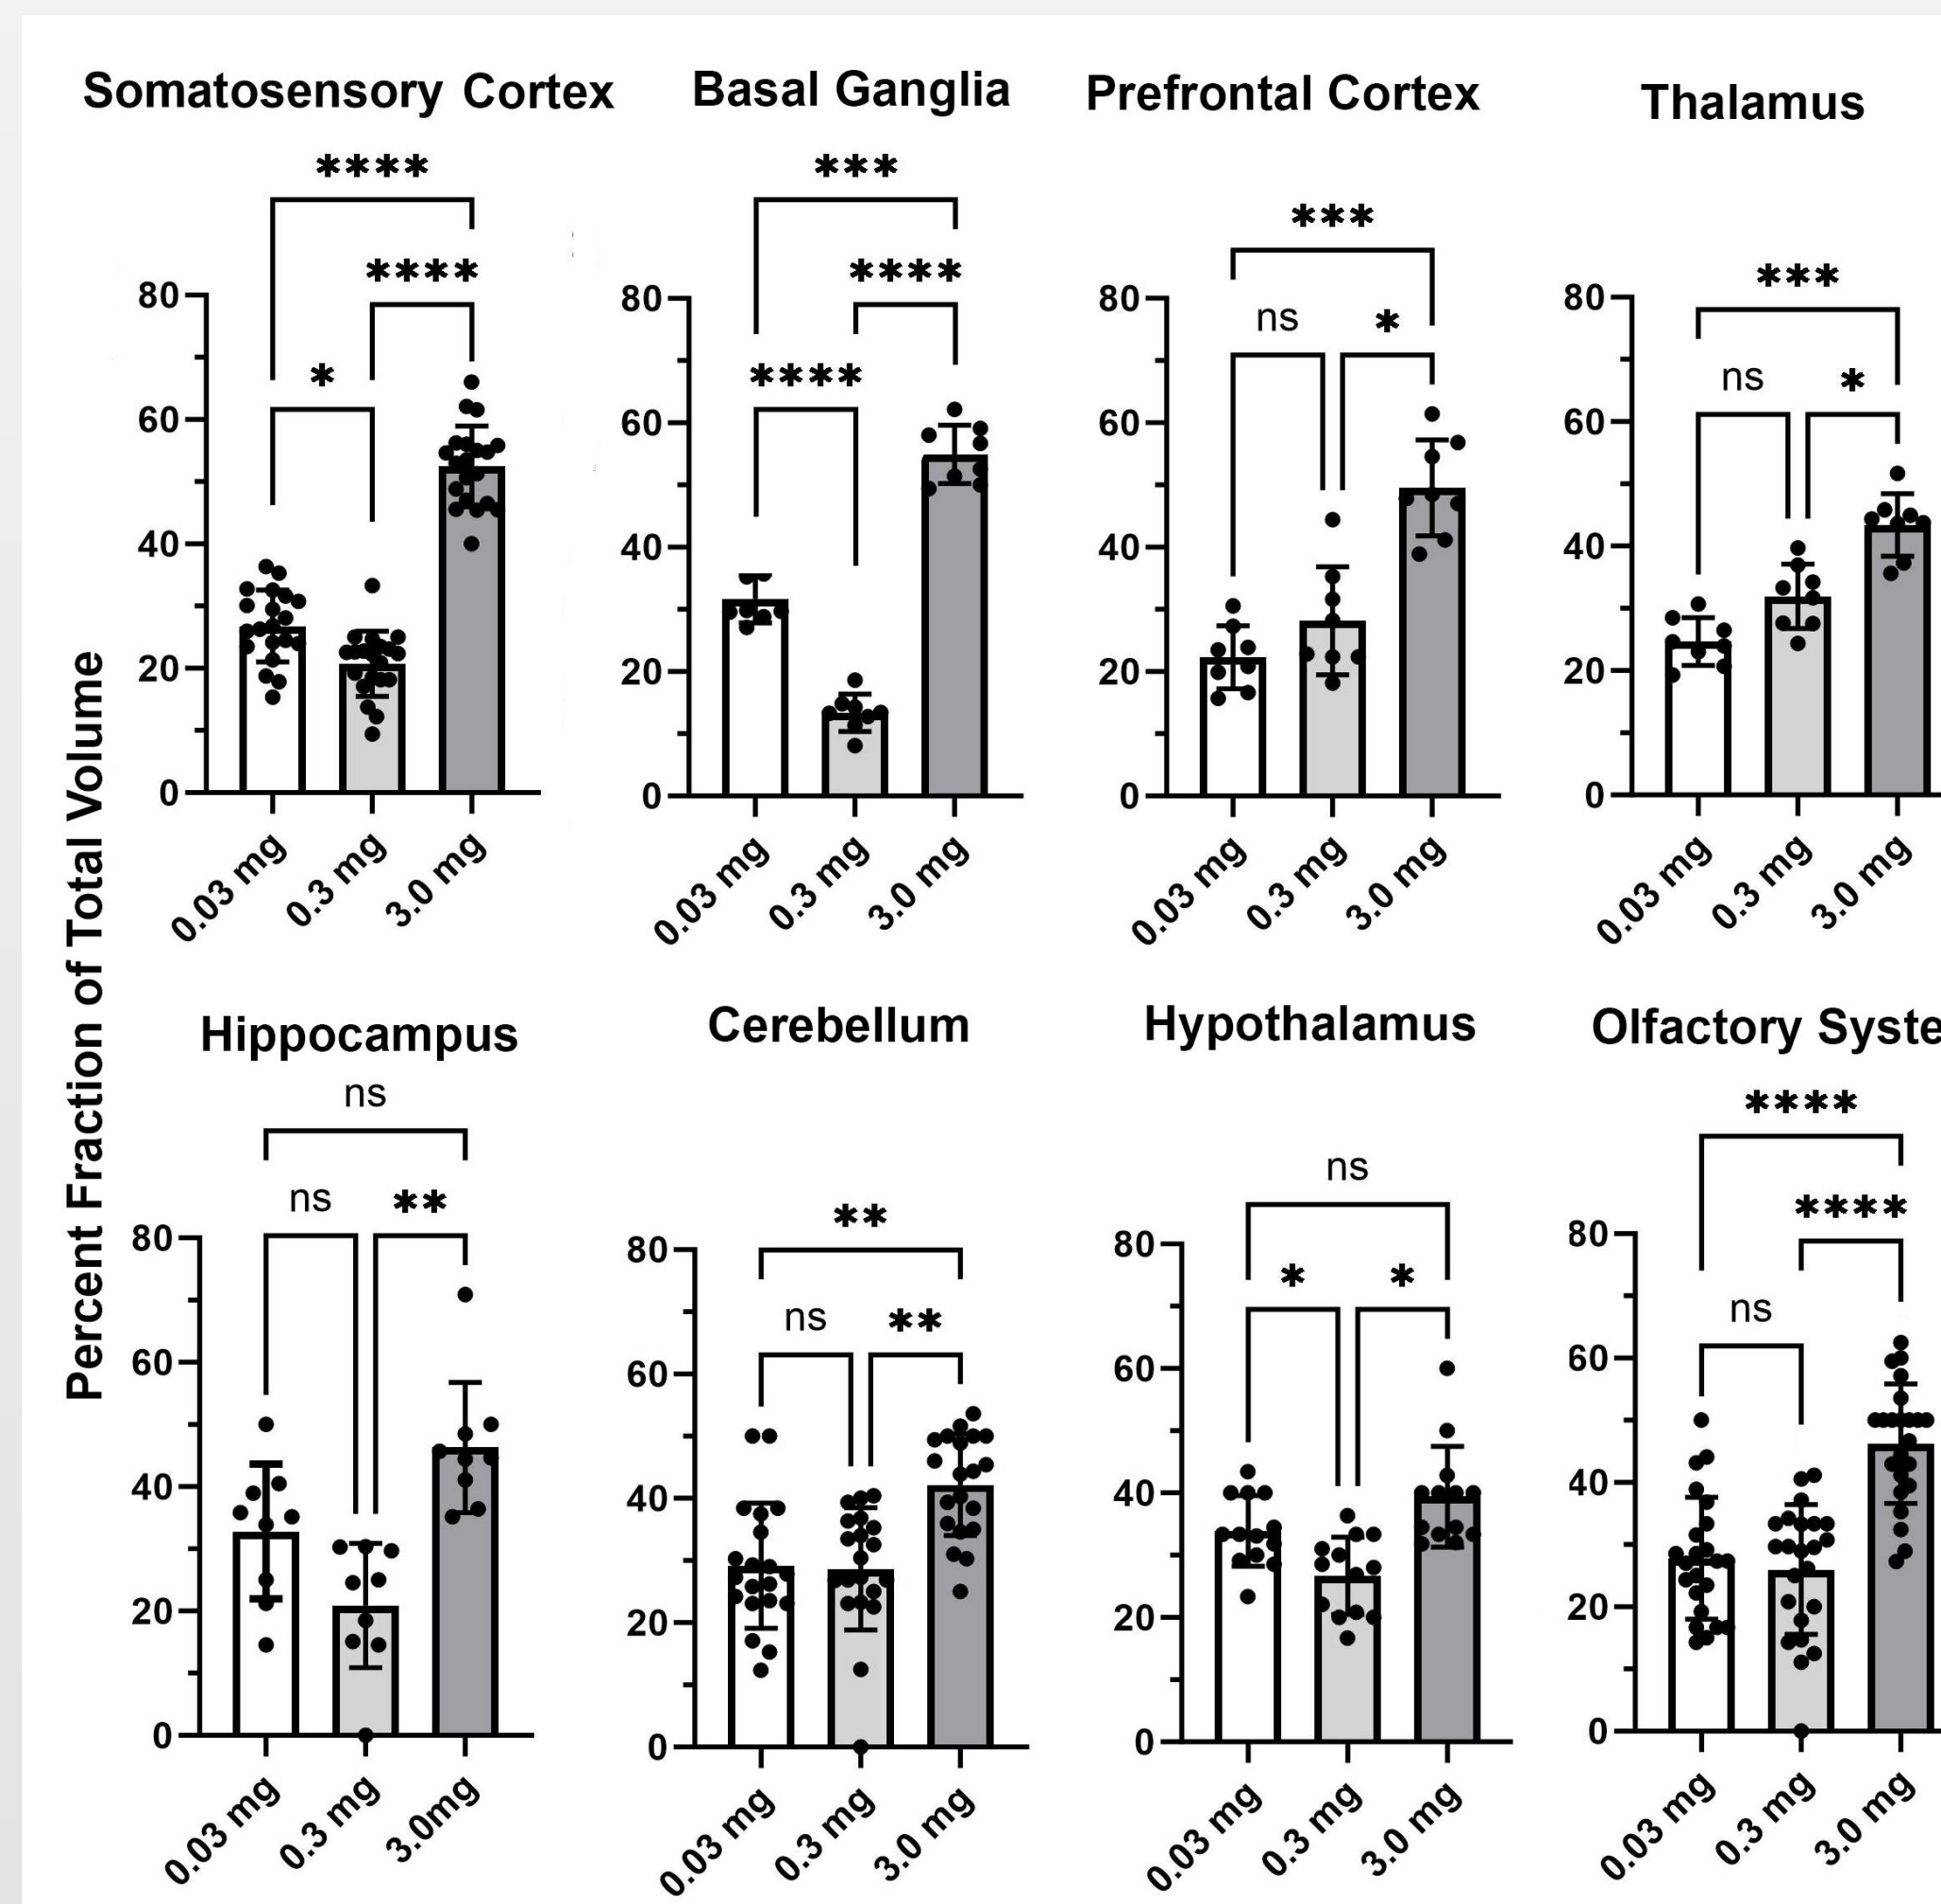 Percent Fraction of Total Volume
Somatosensory Cortex
****
****
*
80
60
40
20
0
0.03 mg
0.3 mg
3.0 mg
Basal Ganglia
***
****
****
80
60
40
20
0
0.03 mg
0.3 mg
3.0 mg
Prefrontal Cortex
***
ns
*
80
60
40
20
0
0.03 mg
0.3 mg
3.0 mg
Thalamus
***
ns
*
80
60
40
20
0
0.03 mg
0.3 mg
3.0 mg
Hippocampus
ns
ns
**
80
60
40
20
0
0.03 mg
0.3 mg
3.0mg
Cerebellum
**
ns
**
80
60
40
20
0
0.03 mg
0.3 mg
3.0 mg
Hypothalamus
ns
*
*
80
60
40
20
0
0.03 mg
0.3 mg
3.0 mg
Olfactory Syste
****
****
ns
80
60
40
20
0
0.03 mg
0.3 mg
3.0 mg